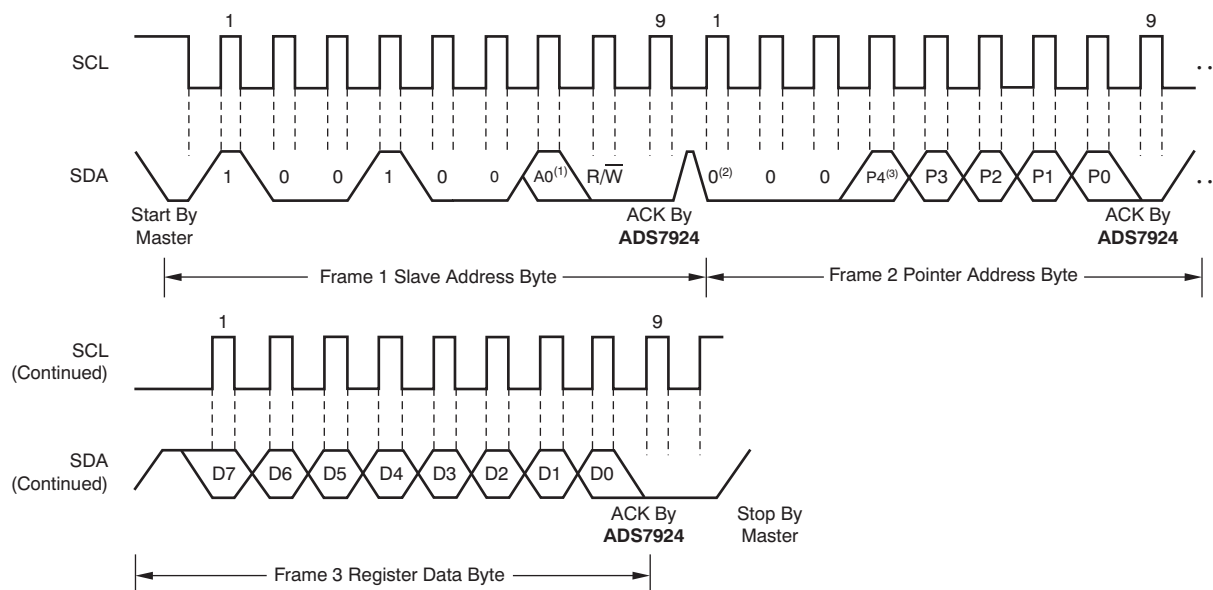 1 9 1 9
SCL
. .
SDA
1 0 0 1 0 0 A0(1) R/W̅ 0(2) 0 0 P4(3) P3 P2 P1 P0
. .
Start By
Master
ACK By
ADS7924
ACK By
ADS7924
Frame 1 Slave Address Byte
Frame 2 Pointer Address Byte
1 9
SCL
(Continued)
SDA
(Continued)
D7 D6 D5 D4 D3 D2 D1 D0
ACK By
ADS7924
Stop By
Master
Frame 3 Register Data Byte